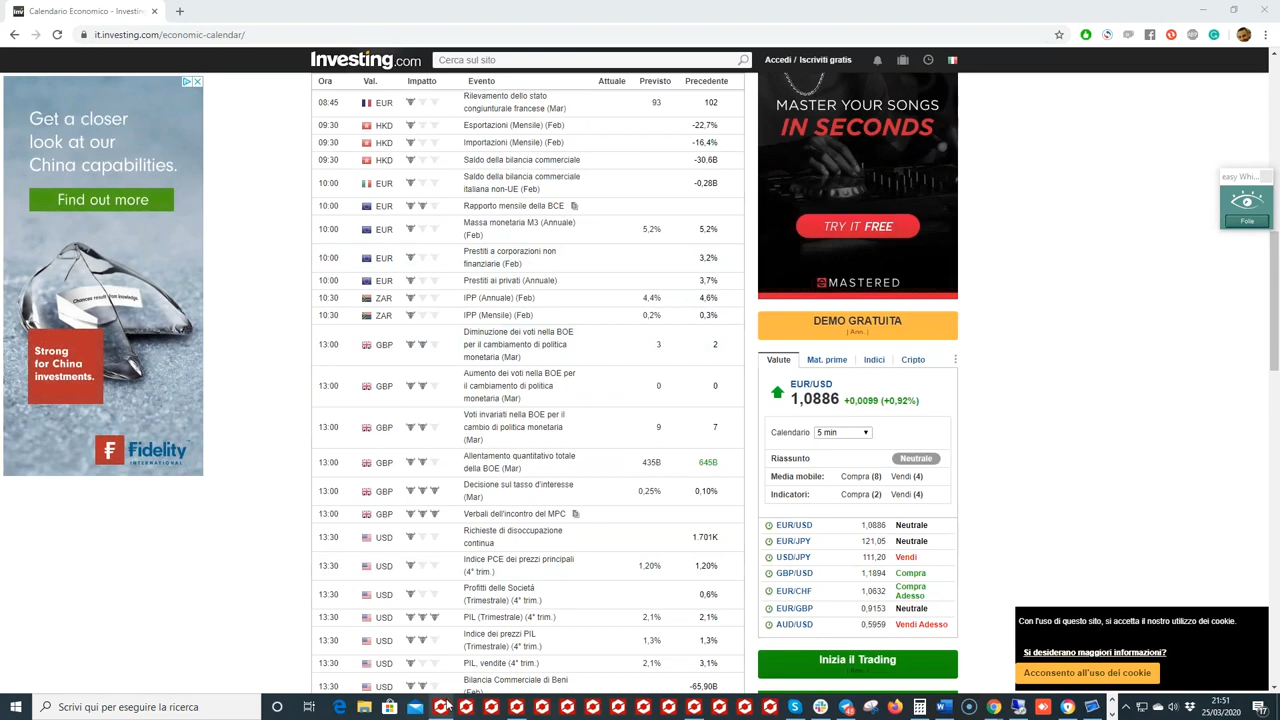 Calendario Economico - Investin
it.investing.com/economic-calendar/
Investing.com
Cerca sul sito
Accedi / Iscriviti gratis
Get a closer
look at our
China capabilities.
Find out more
Chances result from knowledge.
Strong
for China
investments.
Fidelity
INTERNATIONAL
Ora Val. Impatto Evento Attuale Previsto Precedente
08:45 EUR Rilevamento dello stato
congiunturale francese (Mar) 93 102
09:30 HKD Esportazioni (Mensile) (Feb) -22,7%
09:30 HKD Importazioni (Mensile) (Feb) -16,4%
09:30 HKD Saldo della bilancia commerciale -30,6B
10:00 EUR Saldo della bilancia commerciale
italiana non-UE (Feb) -0,28B
10:00 EUR Rapporto mensile della BCE
10:00 EUR Massa monetaria M3 (Annuale)
(Feb) 5,2% 5,2%
10:00 EUR Prestiti a corporazioni non
finanziarie (Feb) 3,2%
10:00 EUR Prestiti ai privati (Annuale) 3,7%
10:30 ZAR IPP (Annuale) (Feb) 4,4% 4,6%
10:30 ZAR IPP (Mensile) (Feb) 0,2% 0,3%
13:00 GBP Diminuzione dei voti nella BOE
per il cambiamento di politica
monetaria (Mar) 3 2
13:00 GBP Aumento dei voti nella BOE per
il cambiamento di politica
monetaria (Mar) 0 0
13:00 GBP Voti invariati nella BOE per il
cambio di politica monetaria
(Mar) 9 7
13:00 GBP Allentamento quantitativo totale
della BOE (Mar) 435B 645B
13:00 GBP Decisione sul tasso d'interesse
(Mar) 0,25% 0,10%
13:00 GBP Verbali dell'incontro del MPC
13:30 USD Richieste di disoccupazione
continua 1.701K
13:30 USD Indice PCE dei prezzi principali
(4° trim.) 1,20% 1,20%
13:30 USD Profitti delle Società
(Trimestrale) (4° trim.) 0,6%
13:30 USD PIL (Trimestrale) (4° trim.) 2,1% 2,1%
13:30 USD Indice dei prezzi PIL
(Trimestrale) (4° trim.) 1,3% 1,3%
13:30 USD PIL, vendite (4° trim.) 2,1% 3,1%
13:30 USD Bilancia Commerciale di Beni
(Feb) -65,90B
MASTER YOUR SONGS
IN SECONDS
TRY IT FREE
eMASTERED
DEMO GRATUITA
| Ann.. |
Valute Mat. prime Indici Cripto
EUR/USD
1,0886 +0,0099 (+0,92%)
Calendario 5 min
Riassunto Neutrale
Media mobile: Compra (8) Vendi (4)
Indicatori: Compra (2) Vendi (4)
EUR/USD 1,0886 Neutrale
EUR/JPY 121,05 Neutrale
USD/JPY 111,20 Vendi
GBP/USD 1,1894 Compra
EUR/CHF 1,0632 Compra
Adesso
EUR/GBP 0,9153 Neutrale
AUD/USD 0,5959 Vendi Adesso
Inizia il Trading
easy Whi...
Folie
Con l'uso di questo sito, si accetta il nostro utilizzo dei cookie.
Si desiderano maggiori informazioni?
Acconsento all'uso dei cookie
Scrivi qui per eseguire la ricerca
21:51
25/03/2020
17